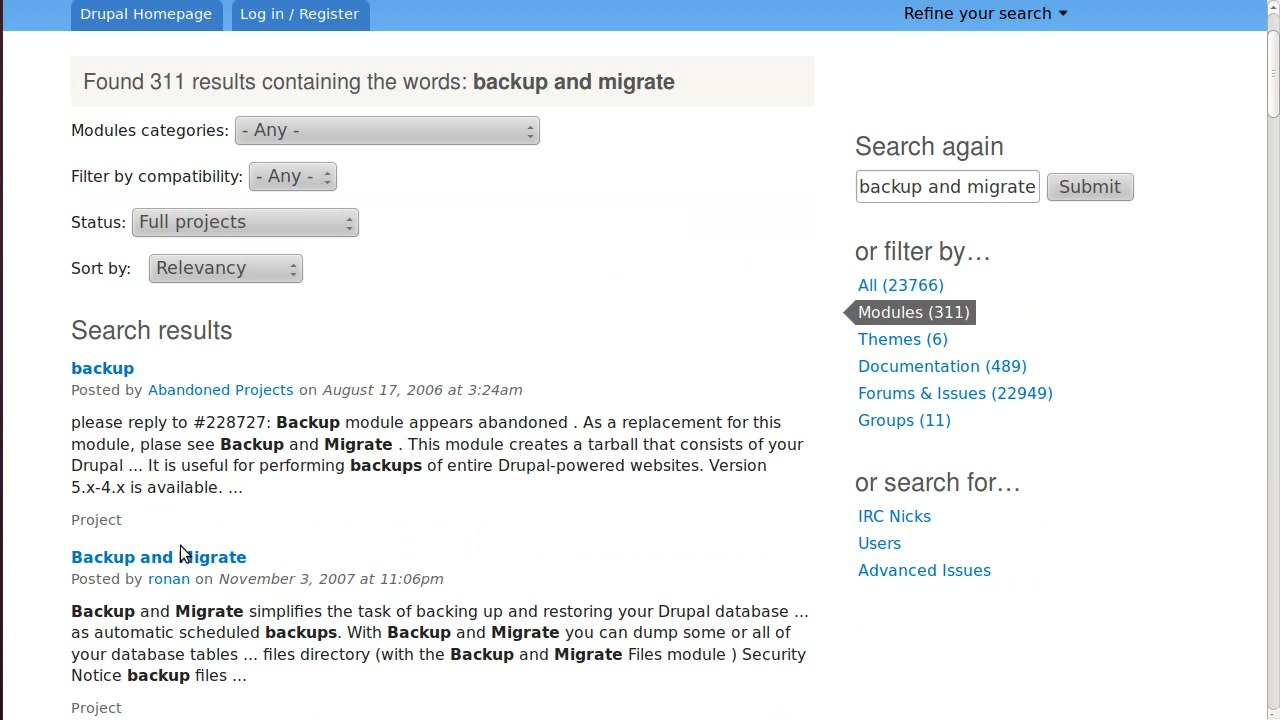 Drupal Homepage
Log in / Register
Refine your search
Found 311 results containing the words: backup and migrate
Modules categories: - Any -
Filter by compatibility: - Any -
Status: Full projects
Sort by: Relevancy
Search results
backup
Posted by Abandoned Projects on August 17, 2006 at 3:24am
please reply to #228727: Backup module appears abandoned . As a replacement for this
module, plase see Backup and Migrate . This module creates a tarball that consists of your
Drupal ... It is useful for performing backups of entire Drupal-powered websites. Version
5.x-4.x is available. ...
Project
Backup and Migrate
Posted by ronan on November 3, 2007 at 11:06pm
Backup and Migrate simplifies the task of backing up and restoring your Drupal database ...
as automatic scheduled backups. With Backup and Migrate you can dump some or all of
your database tables ... files directory (with the Backup and Migrate Files module ) Security
Notice backup files ...
Project
Search again
backup and migrate
Submit
or filter by...
All (23766)
Modules (311)
Themes (6)
Documentation (489)
Forums & Issues (22949)
Groups (11)
or search for...
IRC Nicks
Users
Advanced Issues